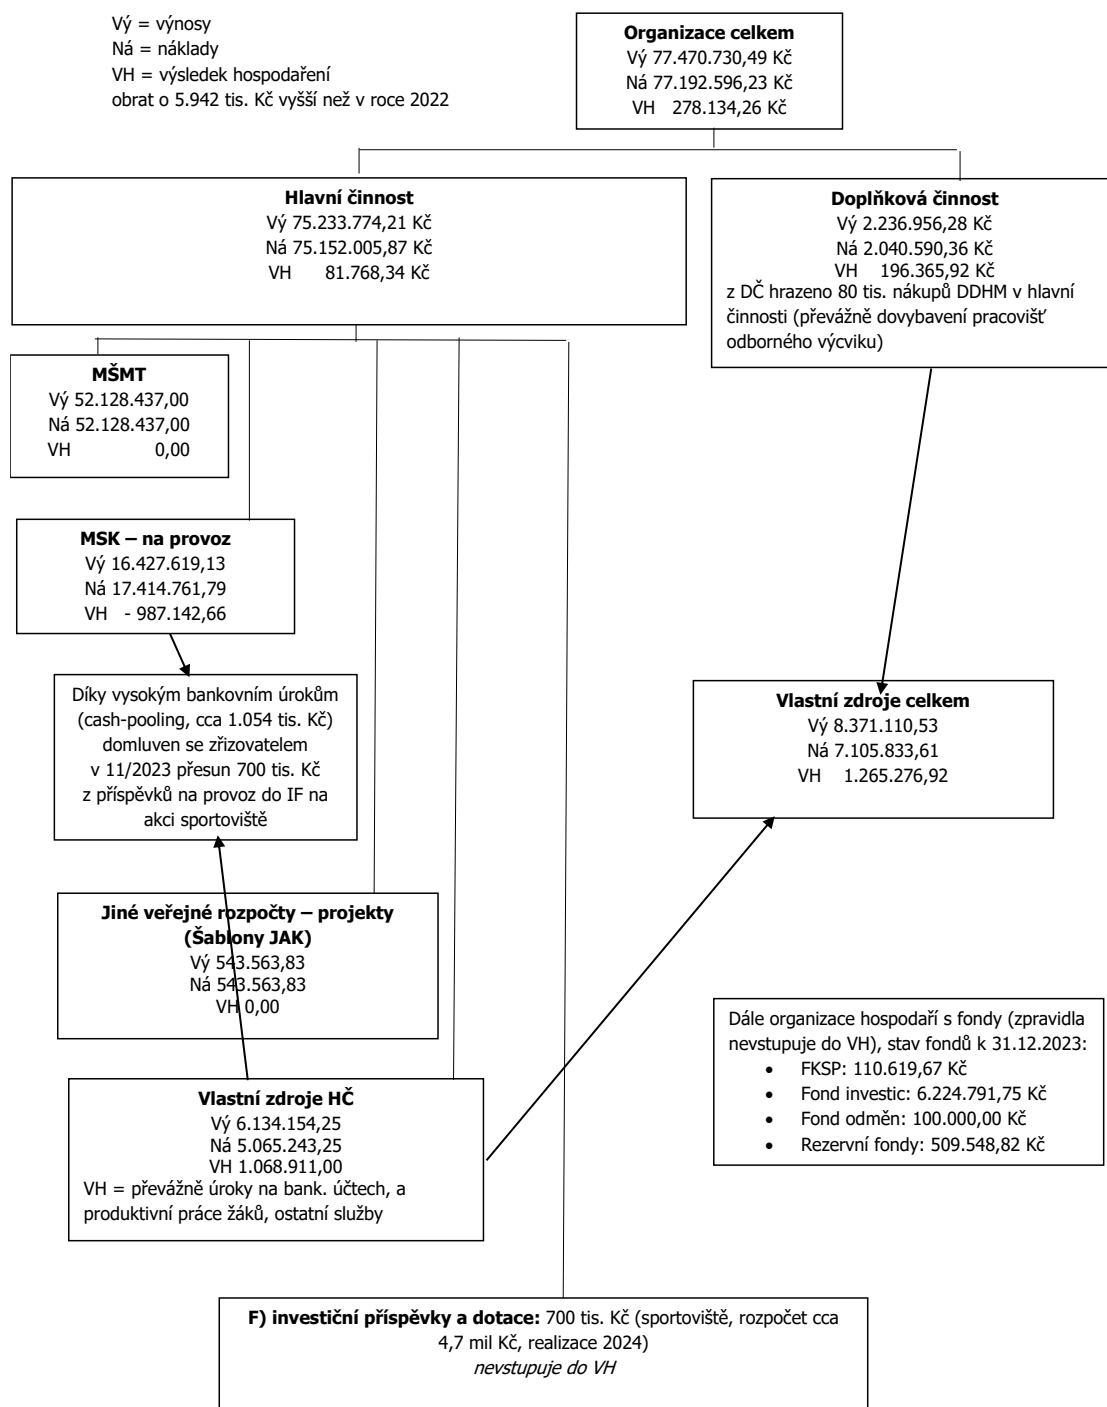 Vý = výnosy
Ná = náklady
VH = výsledek hospodaření
obrat o 5.942 tis. Kč vyšší než v roce 2022
Organizace celkem
Vý 77.470.730,49 Kč
Ná 77.192.596,23 Kč
VH 278.134,26 Kč
Hlavní činnost
Vý 75.233.774,21 Kč
Ná 75.152.005,87 Kč
VH 81.768,34 Kč
Doplňková činnost
Vý 2.236.956,28 Kč
Ná 2.040.590,36 Kč
VH 196.365,92 Kč
z DČ hrazeno 80 tis. nákupů DDHM v hlavní
činnosti (převážně dovybavení pracovišť
odborného výcviku)
MŠMT
Vý 52.128.437,00
Ná 52.128.437,00
VH 0,00
MSK – na provoz
Vý 16.427.619,13
Ná 17.414.761,79
VH - 987.142,66
Díky vysokým bankovním úrokům
(cash-pooling, cca 1.054 tis. Kč)
domluven se zřizovatelem
v 11/2023 přesun 700 tis. Kč
z příspěvků na provoz do IF na
akci sportoviště
Vlastní zdroje celkem
Vý 8.371.110,53
Ná 7.105.833,61
VH 1.265.276,92
Jiné veřejné rozpočty – projekty
(Šablony JAK)
Vý 543.563,83
Ná 543.563,83
VH 0,00
Dále organizace hospodaří s fondy (zpravidla
nevstupuje do VH), stav fondů k 31.12.2023:
• FKSP: 110.619,67 Kč
• Fond investic: 6.224.791,75 Kč
• Fond odměn: 100.000,00 Kč
• Rezervní fondy: 509.548,82 Kč
Vlastní zdroje HČ
Vý 6.134.154,25
Ná 5.065.243,25
VH 1.068.911,00
VH = převážně úroky na bank. účtech, a
produktivní práce žáků, ostatní služby
F) investiční příspěvky a dotace: 700 tis. Kč (sportoviště, rozpočet cca
4,7 mil Kč, realizace 2024)
nevstupuje do VH